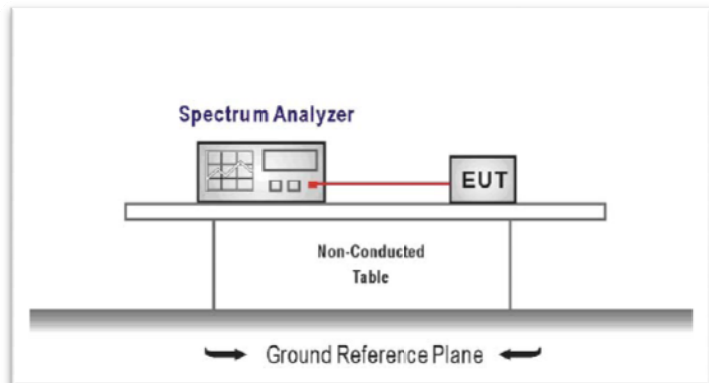 Spectrum Analyzer
EUT
Non-Conducted
Table
Ground Reference Plane